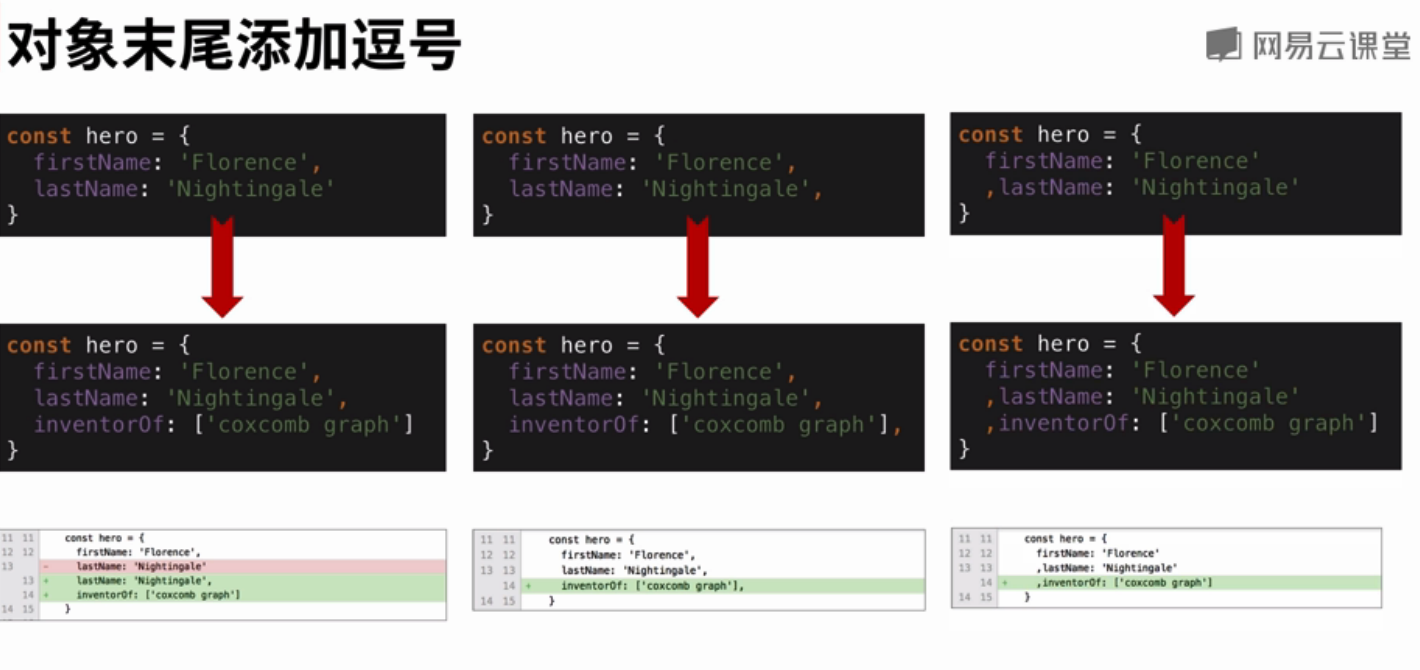 对象末尾添加逗号
网易云课堂
const hero = {
  firstName: 'Florence',
  lastName: 'Nightingale'
}
const hero = {
  firstName: 'Florence',
  lastName: 'Nightingale',
}
const hero = {
  firstName: 'Florence'
  ,lastName: 'Nightingale'
}
const hero = {
  firstName: 'Florence',
  lastName: 'Nightingale',
  inventorOf: ['coxcomb graph']
}
const hero = {
  firstName: 'Florence',
  lastName: 'Nightingale',
  inventorOf: ['coxcomb graph'],
}
const hero = {
  firstName: 'Florence'
  ,lastName: 'Nightingale'
  ,inventorOf: ['coxcomb graph']
}
11 11 const hero = {
12 12 firstName: 'Florence',
13 - lastName: 'Nightingale'
13 + lastName: 'Nightingale',
14 + inventorOf: ['coxcomb graph']
14 15 }
11 11 const hero = {
12 12 firstName: 'Florence',
13 13 lastName: 'Nightingale',
14 + inventorOf: ['coxcomb graph'],
14 15 }
11 11 const hero = {
12 12 firstName: 'Florence'
13 13 ,lastName: 'Nightingale'
14 + ,inventorOf: ['coxcomb graph']
14 15 }